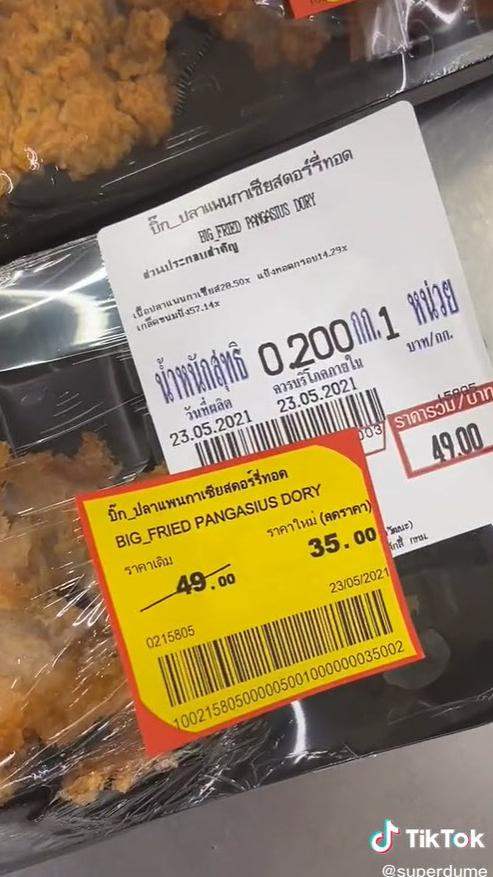 บิ๊ก_ปลาแพนกาเซียสดอร์รี่ทอด
BIG_FRIED PANGASIUS DORY
ส่วนประกอบสำคัญ
เนื้อปลาแพนกาเซียส28.50% แป้งทอดกรอบ14.29%
เกล็ดขนมปัง57.14%
น้ำหนักสุทธิ 0.200 กก. 1 หน่วย
วันที่ผลิต ควรบริโภคภายใน บาท/กก.
23.05.2021 23.05.2021
ราคารวม/บาท
49.00
บิ๊ก_ปลาแพนกาเซียสดอร์รี่ทอด
BIG_FRIED PANGASIUS DORY
ราคาเดิม ราคาใหม่ (ลดราคา)
49.00 35.00
23/05/2021
0215805
1002158050000050010000000035002
TikTok
@superdume